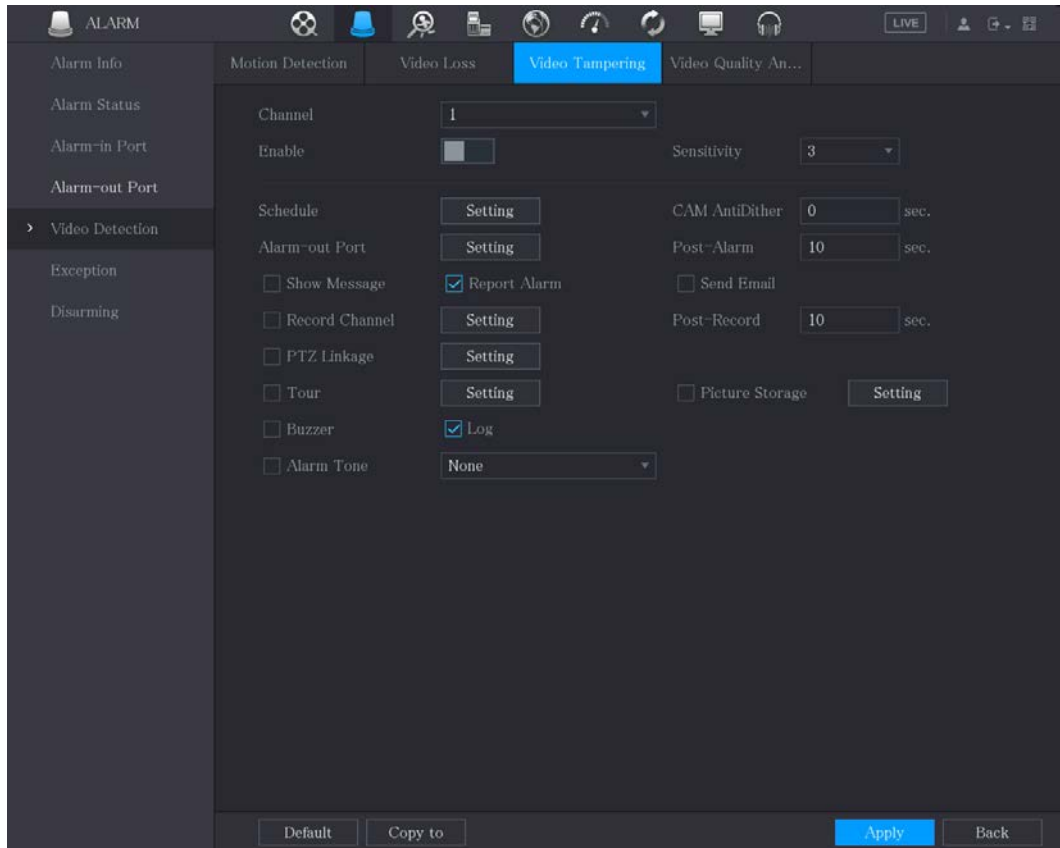 ALARM LIVE
Alarm Info
Alarm Status
Alarm-in Port
Alarm-out Port
Video Detection
Exception
Disarming
Motion Detection Video Loss Video Tampering Video Quality An...
Channel 1
Enable Sensitivity 3
Schedule Setting CAM AntiDither 0 sec.
Alarm-out Port Setting Post-Alarm 10 sec.
Show Message Report Alarm Send Email
Record Channel Setting Post-Record 10 sec.
PTZ Linkage Setting
Tour Setting Picture Storage Setting
Buzzer Log
Alarm Tone None
Default Copy to Apply Back